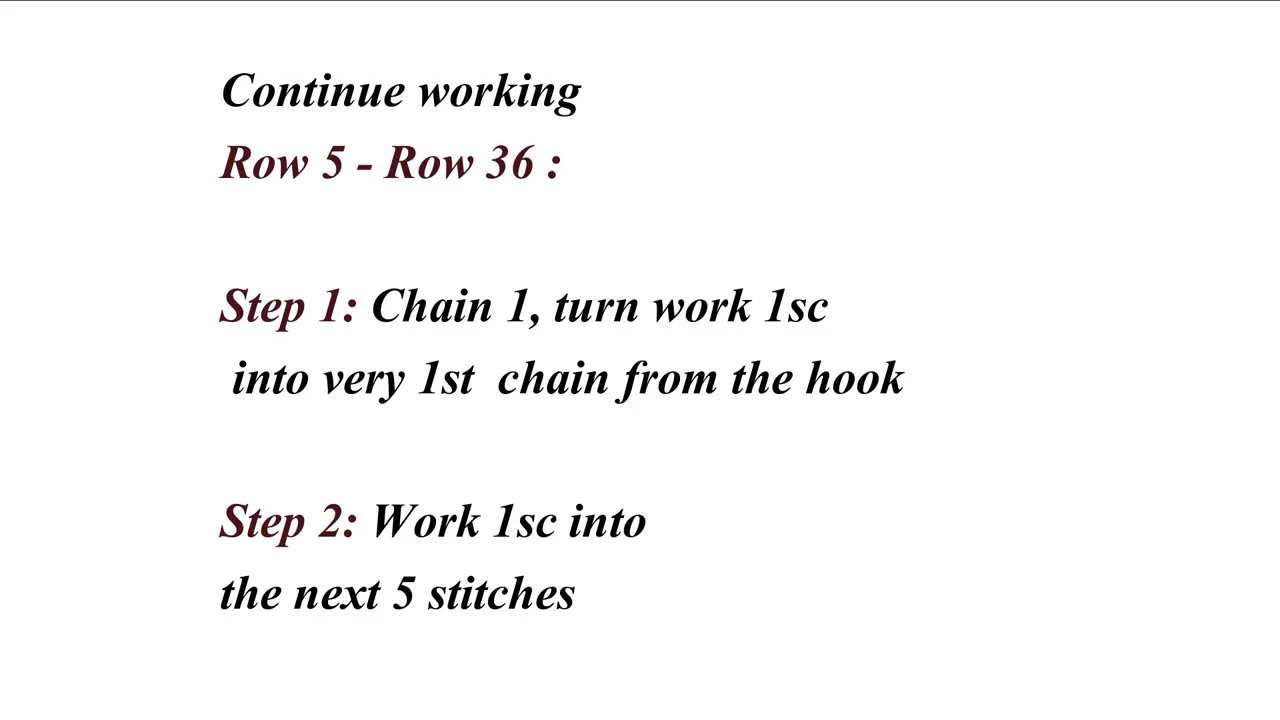 Continue working
Row 5 - Row 36 :
Step 1: Chain 1, turn work 1sc
into very 1st chain from the hook
Step 2: Work 1sc into
the next 5 stitches